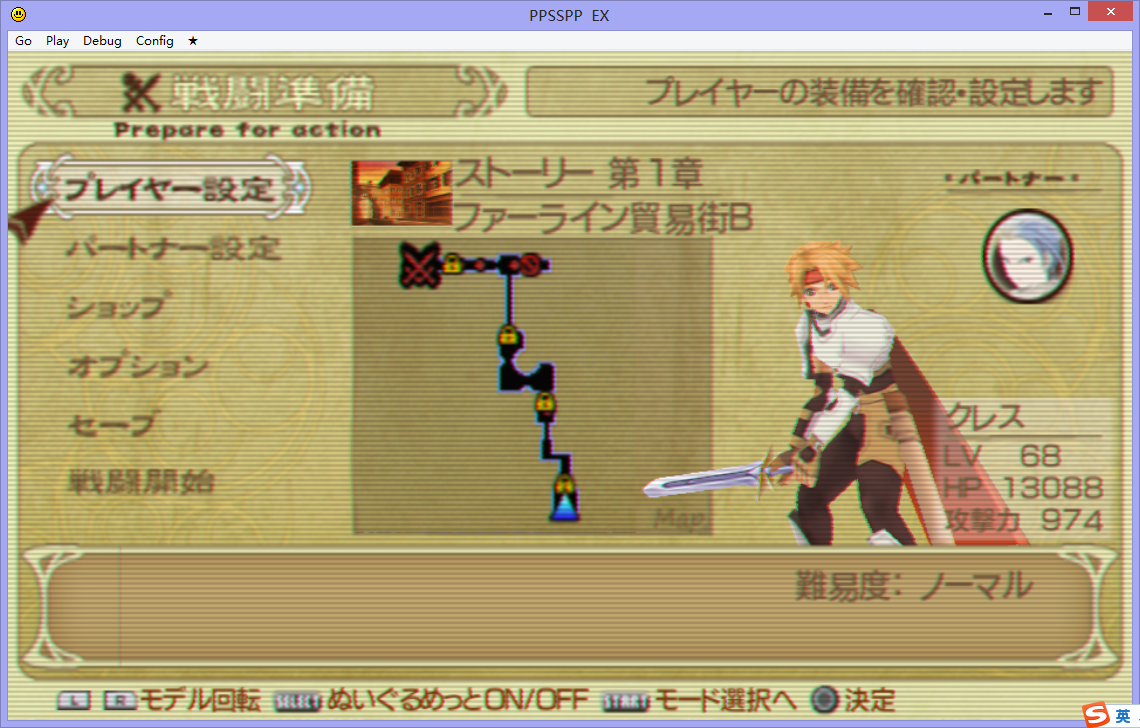 PPSSPP EX
Go Play Debug Config ★
戦闘準備
Prepare for action
プレイヤーの装備を確認・設定します
プレイヤー設定
パートナー設定
ショップ
オプション
セーブ
戦闘開始
ストーリー 第1章
ファーライン貿易街B
Map
・パートナー・
クレス
LV 68
HP 13088
攻撃力 974
難易度: ノーマル
L R モデル回転 SELECT ぬいぐるめっとON/OFF START モード選択へ 決定
S 英